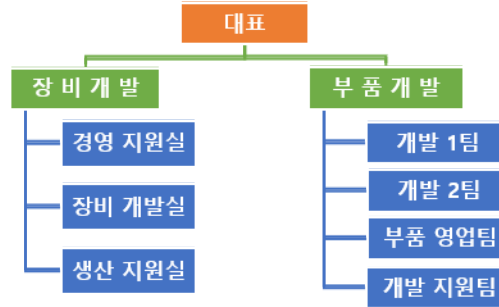 대표
장 비 개 발
부 품 개 발
경영 지원실
장비 개발실
생산 지원실
개발 1팀
개발 2팀
부품 영업팀
개발 지원팀